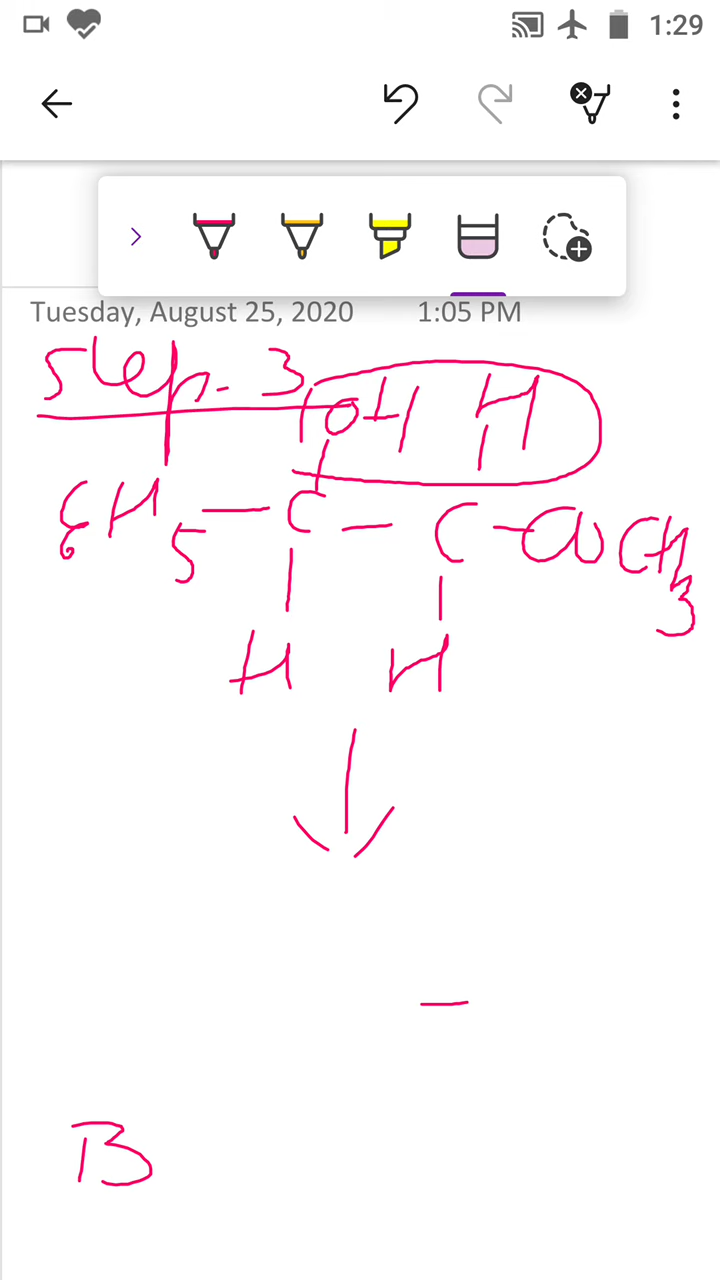 1:29
Tuesday, August 25, 2020 1:05 PM
Step-3
OH H
C6H5 — C — C — COCH3
H H
B